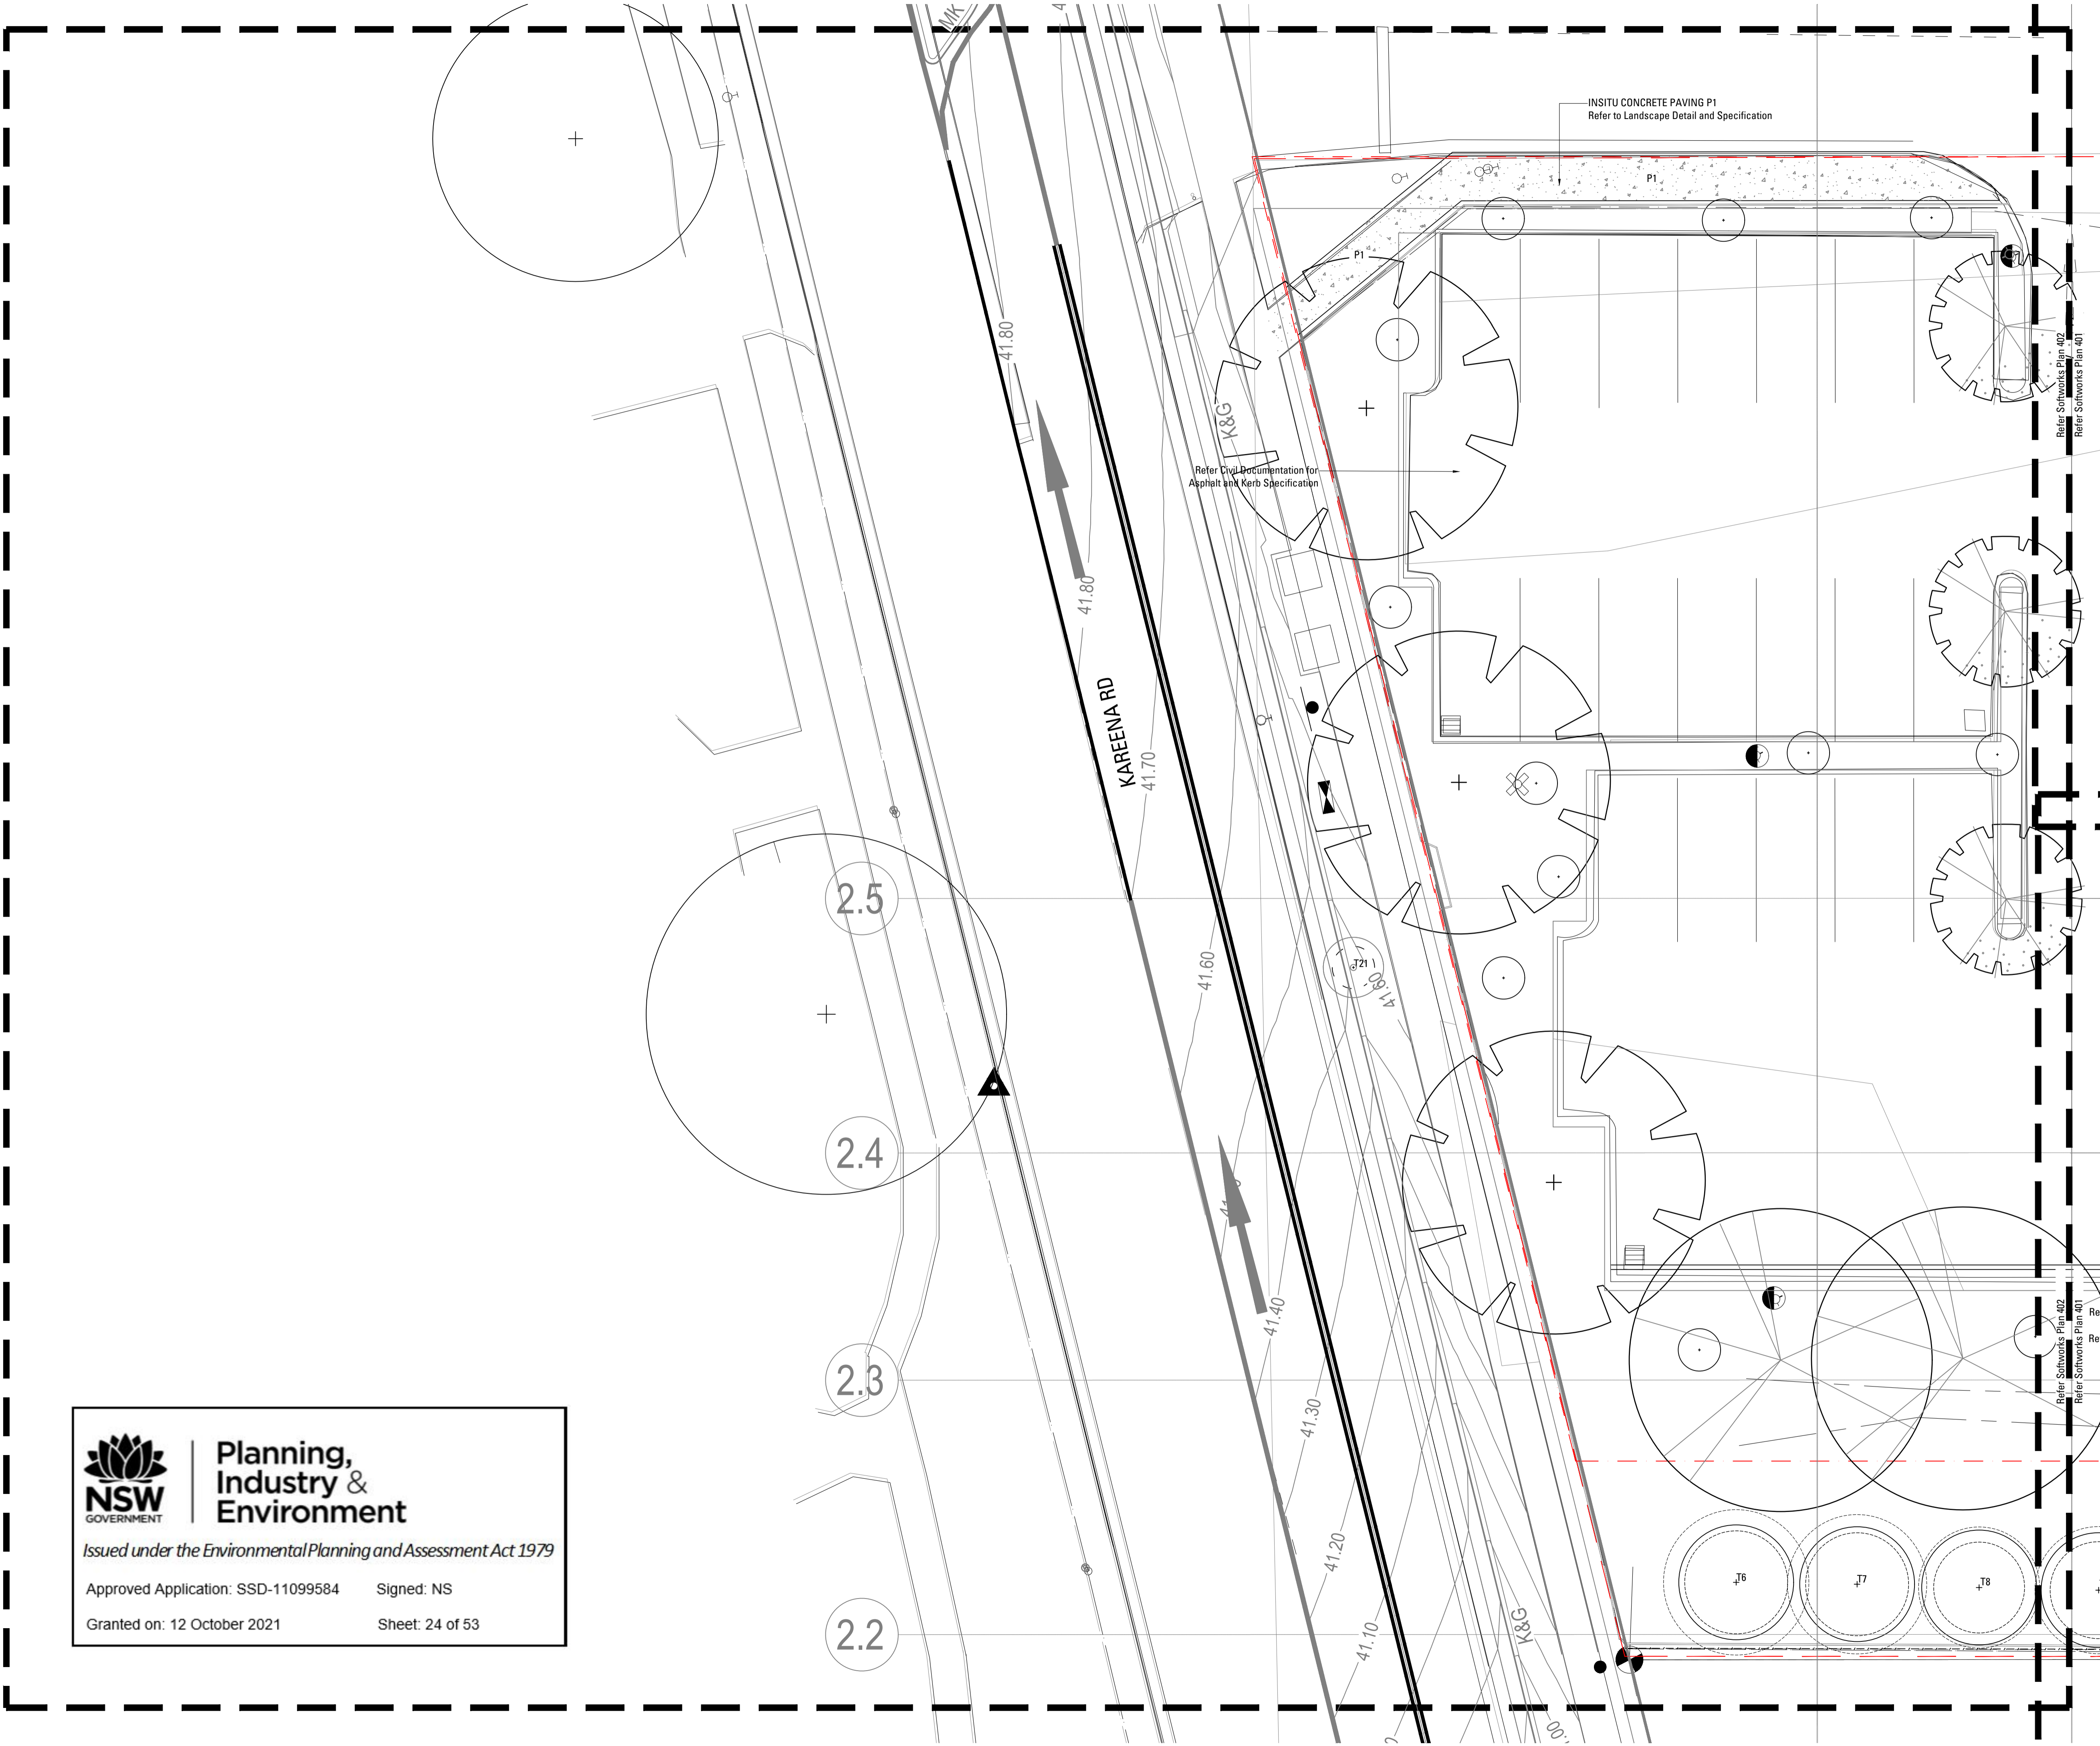 MK
INSITU CONCRETE PAVING P1
Refer to Landscape Detail and Specification
P1
P1
41.80
K&G
Refer Softworks Plan 402
Refer Softworks Plan 401
Refer Civil Documentation for
Asphalt and Kerb Specification
41.80
KAREENA RD
41.70
2.5
41.60
T21
41.60
2.4
41.40
Refer Softworks Plan 402
Refer Softworks Plan 401
2.3
41.30
41.20
T6
T7
T8
K&G
41.10
2.2
Planning,
Industry &
Environment
NSW
GOVERNMENT
Issued under the Environmental Planning and Assessment Act 1979
Approved Application: SSD-11099584 Signed: NS
Granted on: 12 October 2021 Sheet: 24 of 53